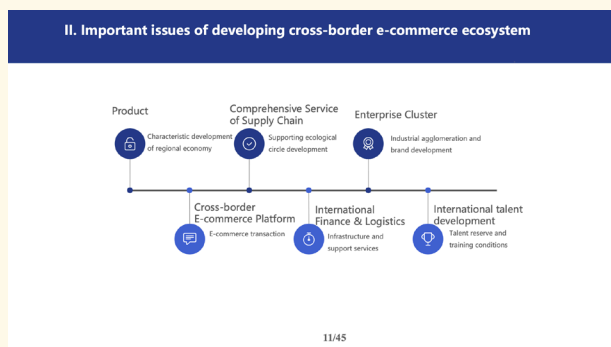 II. Important issues of developing cross-border e-commerce ecosystem
Product
Characteristic development
of regional economy
Comprehensive Service
of Supply Chain
Supporting ecological
circle development
Enterprise Cluster
Industrial agglomeration and
brand development
Cross-border
E-commerce Platform
E-commerce transaction
International
Finance & Logistics
Infrastructure and
support services
International talent
development
Talent reserve and
training conditions
11/45